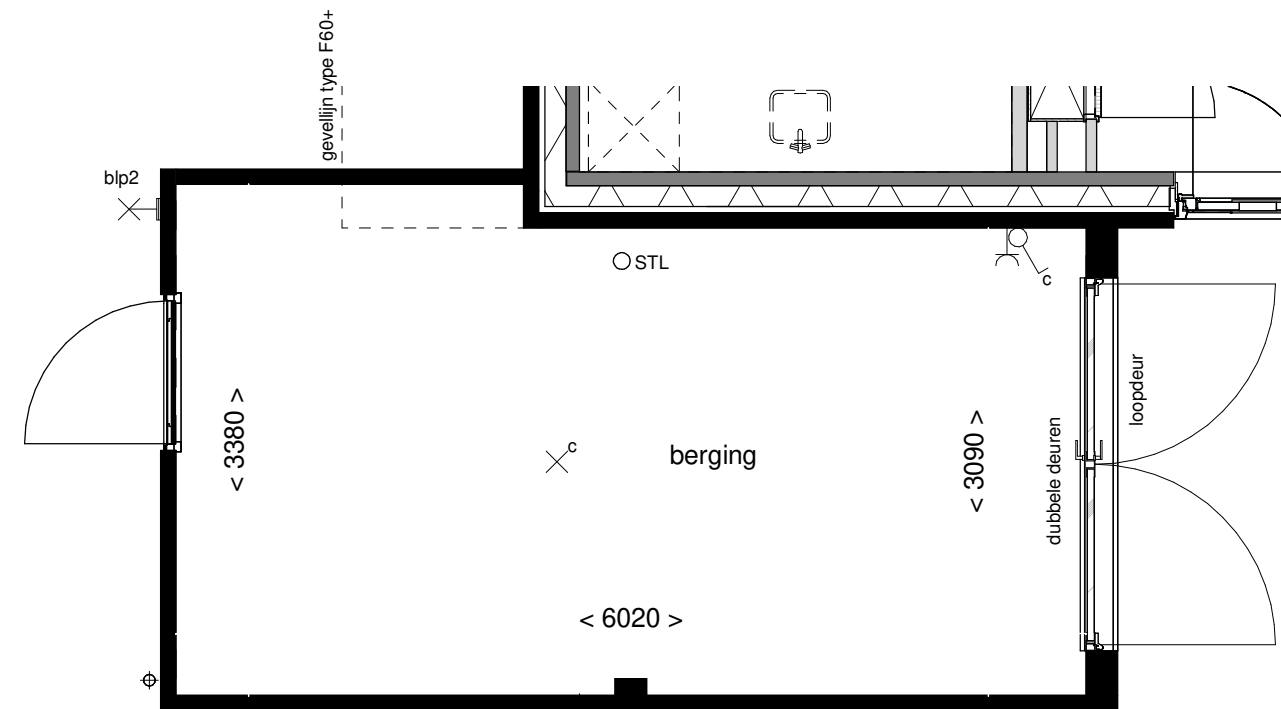 gevellijn type F60+
blp2
STL
c
< 3380 >
c
berging
< 3090 >
dubbele deuren
loopdeur
< 6020 >